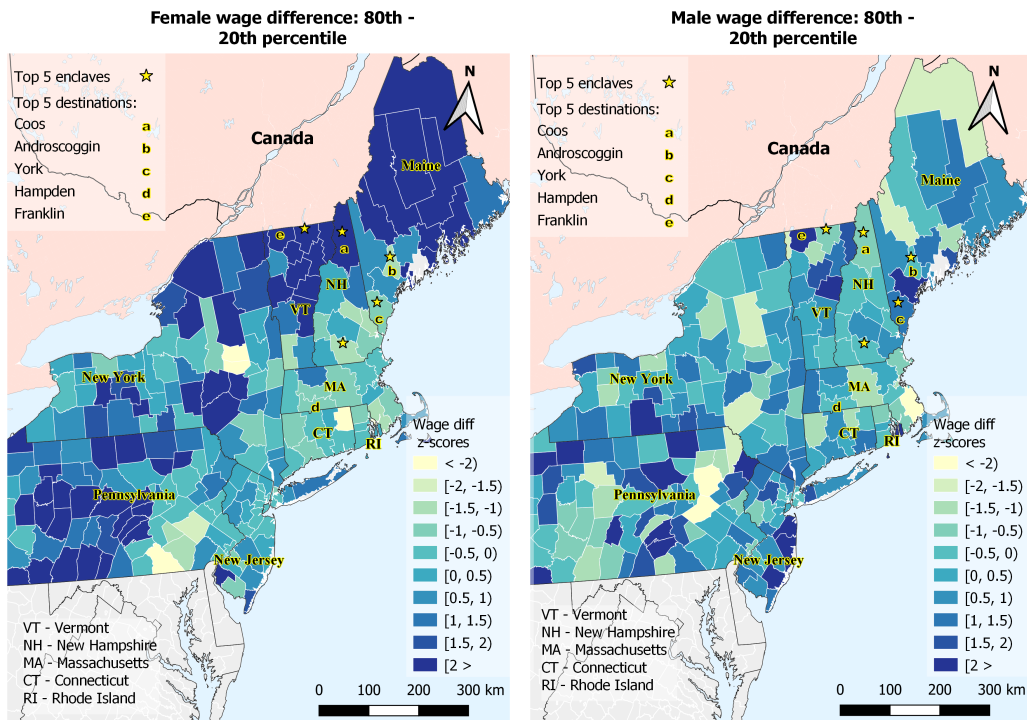 Female wage difference: 80th -
20th percentile
Top 5 enclaves
Top 5 destinations:
Coos a
Androscoggin b
York c
Hampden d
Franklin e
N
Canada
Maine
e
a
b
NH
VT
c
New York
MA
d
CT
RI
Pennsylvania
New Jersey
Wage diff
z-scores
< -2)
[-2, -1.5)
[-1.5, -1)
[-1, -0.5)
[-0.5, 0)
[0, 0.5)
[0.5, 1)
[1, 1.5)
[1.5, 2)
[2 >
VT - Vermont
NH - New Hampshire
MA - Massachusetts
CT - Connecticut
RI - Rhode Island
0 100 200 300 km
Male wage difference: 80th -
20th percentile
Top 5 enclaves
Top 5 destinations:
Coos a
Androscoggin b
York c
Hampden d
Franklin e
N
Canada
Maine
e
a
b
NH
VT
c
New York
MA
d
CT
RI
Pennsylvania
New Jersey
Wage diff
z-scores
< -2)
[-2, -1.5)
[-1.5, -1)
[-1, -0.5)
[-0.5, 0)
[0, 0.5)
[0.5, 1)
[1, 1.5)
[1.5, 2)
[2 >
VT - Vermont
NH - New Hampshire
MA - Massachusetts
CT - Connecticut
RI - Rhode Island
0 100 200 300 km